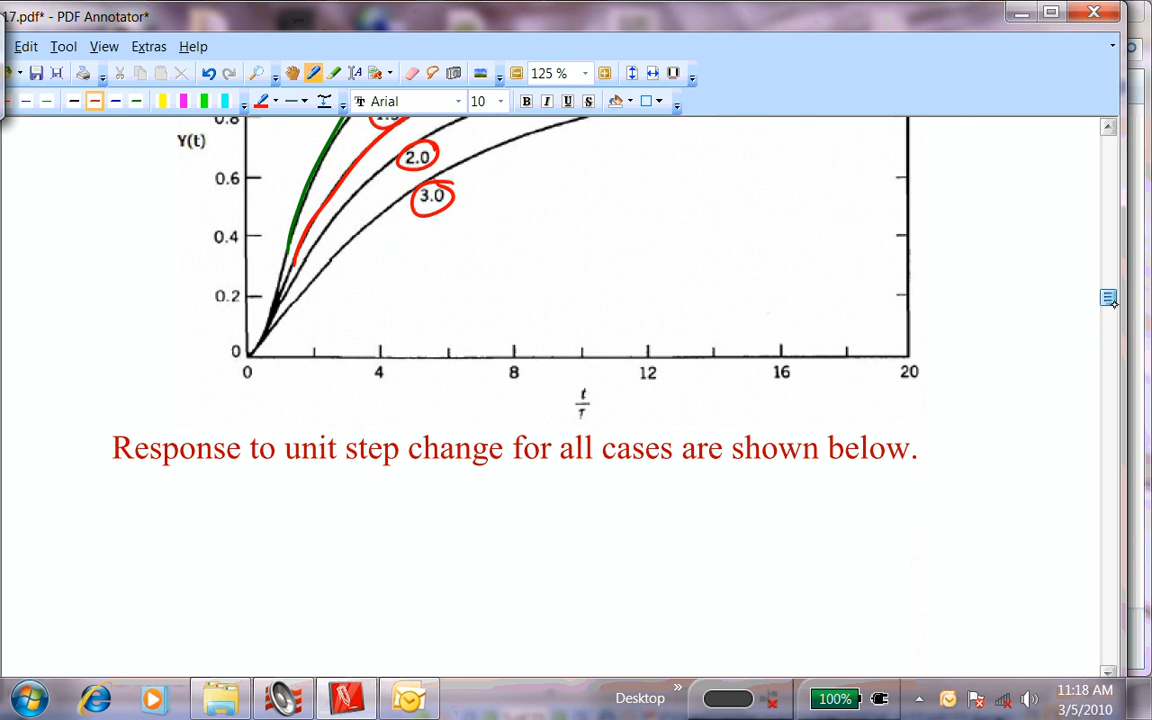 17.pdf* - PDF Annotator*
Edit Tool View Extras Help
125 %
Arial 10 B I U S
0.8
Y(t)
2.0
0.6
3.0
0.4
0.2
0
0 4 8 12 16 20
t
τ
Response to unit step change for all cases are shown below.
Desktop » 100% 11:18 AM
3/5/2010